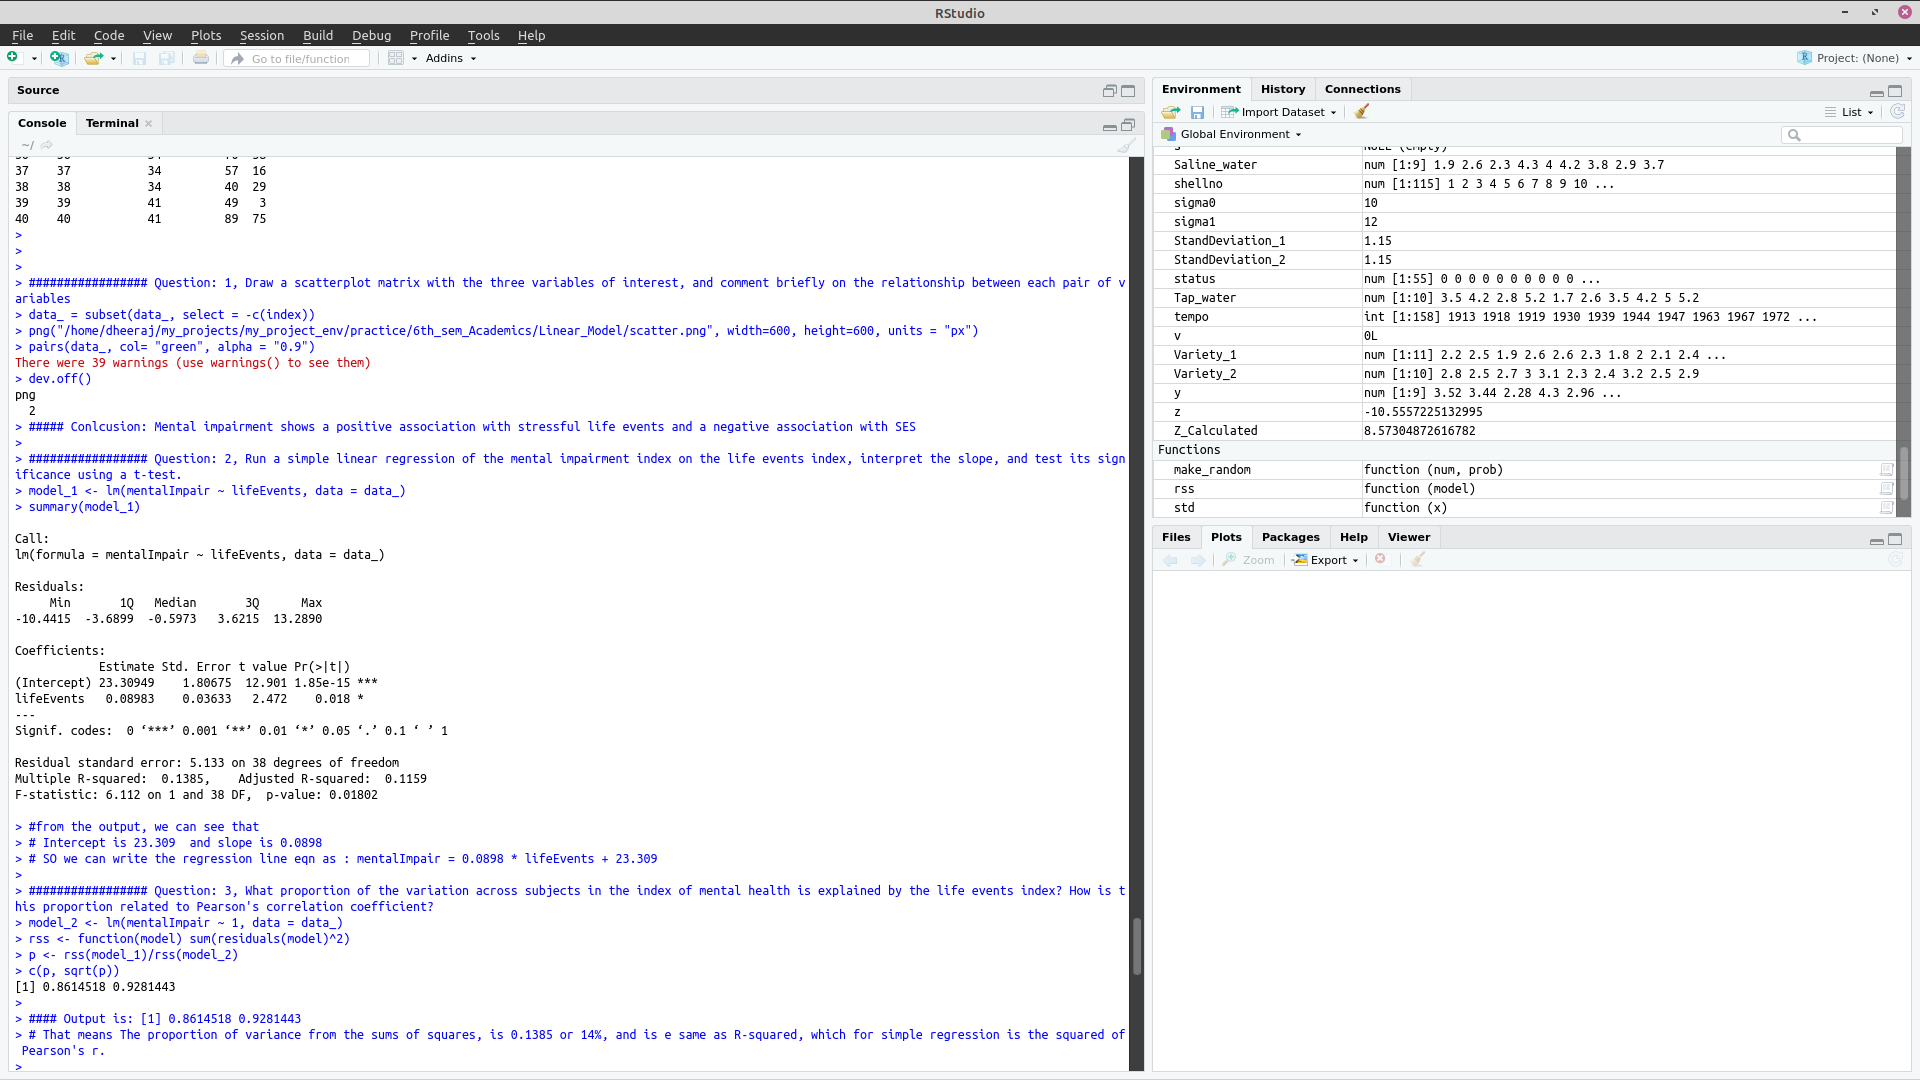 RStudio
File Edit Code View Plots Session Build Debug Profile Tools Help
Go to file/function Addins Project: (None)
Source
Console Terminal
~/
37 37 34 57 16
38 38 34 40 29
39 39 41 49 3
40 40 41 89 75
>
>
>
> ################# Question: 1, Draw a scatterplot matrix with the three variables of interest, and comment briefly on the relationship between each pair of v
ariables
> data_ = subset(data_, select = -c(index))
> png("/home/dheeraj/my_projects/my_project_env/practice/6th_sem_Academics/Linear_Model/scatter.png", width=600, height=600, units = "px")
> pairs(data_, col= "green", alpha = "0.9")
There were 39 warnings (use warnings() to see them)
> dev.off()
png
2
> ##### Conlcusion: Mental impairment shows a positive association with stressful life events and a negative association with SES
>
> ################# Question: 2, Run a simple linear regression of the mental impairment index on the life events index, interpret the slope, and test its sign
ificance using a t-test.
> model_1 <- lm(mentalImpair ~ lifeEvents, data = data_)
> summary(model_1)
Call:
lm(formula = mentalImpair ~ lifeEvents, data = data_)
Residuals:
Min 1Q Median 3Q Max
-10.4415 -3.6899 -0.5973 3.6215 13.2890
Coefficients:
Estimate Std. Error t value Pr(>|t|)
(Intercept) 23.30949 1.80675 12.901 1.85e-15 ***
lifeEvents 0.08983 0.03633 2.472 0.018 *
---
Signif. codes: 0 ‘***’ 0.001 ‘**’ 0.01 ‘*’ 0.05 ‘.’ 0.1 ‘ ’ 1
Residual standard error: 5.133 on 38 degrees of freedom
Multiple R-squared: 0.1385, Adjusted R-squared: 0.1159
F-statistic: 6.112 on 1 and 38 DF, p-value: 0.01802
> #from the output, we can see that
> # Intercept is 23.309 and slope is 0.0898
> # SO we can write the regression line eqn as : mentalImpair = 0.0898 * lifeEvents + 23.309
>
> ################# Question: 3, What proportion of the variation across subjects in the index of mental health is explained by the life events index? How is t
his proportion related to Pearson's correlation coefficient?
> model_2 <- lm(mentalImpair ~ 1, data = data_)
> rss <- function(model) sum(residuals(model)^2)
> p <- rss(model_1)/rss(model_2)
> c(p, sqrt(p))
[1] 0.8614518 0.9281443
>
> #### Output is: [1] 0.8614518 0.9281443
> # That means The proportion of variance from the sums of squares, is 0.1385 or 14%, and is e same as R-squared, which for simple regression is the squared of
Pearson's r.
>
Environment History Connections
Import Dataset List
Global Environment
Saline_water num [1:9] 1.9 2.6 2.3 4.3 4 4.2 3.8 2.9 3.7
shellno num [1:115] 1 2 3 4 5 6 7 8 9 10 ...
sigma0 10
sigma1 12
StandDeviation_1 1.15
StandDeviation_2 1.15
status num [1:55] 0 0 0 0 0 0 0 0 0 0 ...
Tap_water num [1:10] 3.5 4.2 2.8 5.2 1.7 2.6 3.5 4.2 5 5.2
tempo int [1:158] 1913 1918 1919 1930 1939 1944 1947 1963 1967 1972 ...
v 0L
Variety_1 num [1:11] 2.2 2.5 1.9 2.6 2.6 2.3 1.8 2 2.1 2.4 ...
Variety_2 num [1:10] 2.8 2.5 2.7 3 3.1 2.3 2.4 3.2 2.5 2.9
y num [1:9] 3.52 3.44 2.28 4.3 2.96 ...
z -10.5557225132995
Z_Calculated 8.57304872616782
Functions
make_random function (num, prob)
rss function (model)
std function (x)
Files Plots Packages Help Viewer
Zoom Export